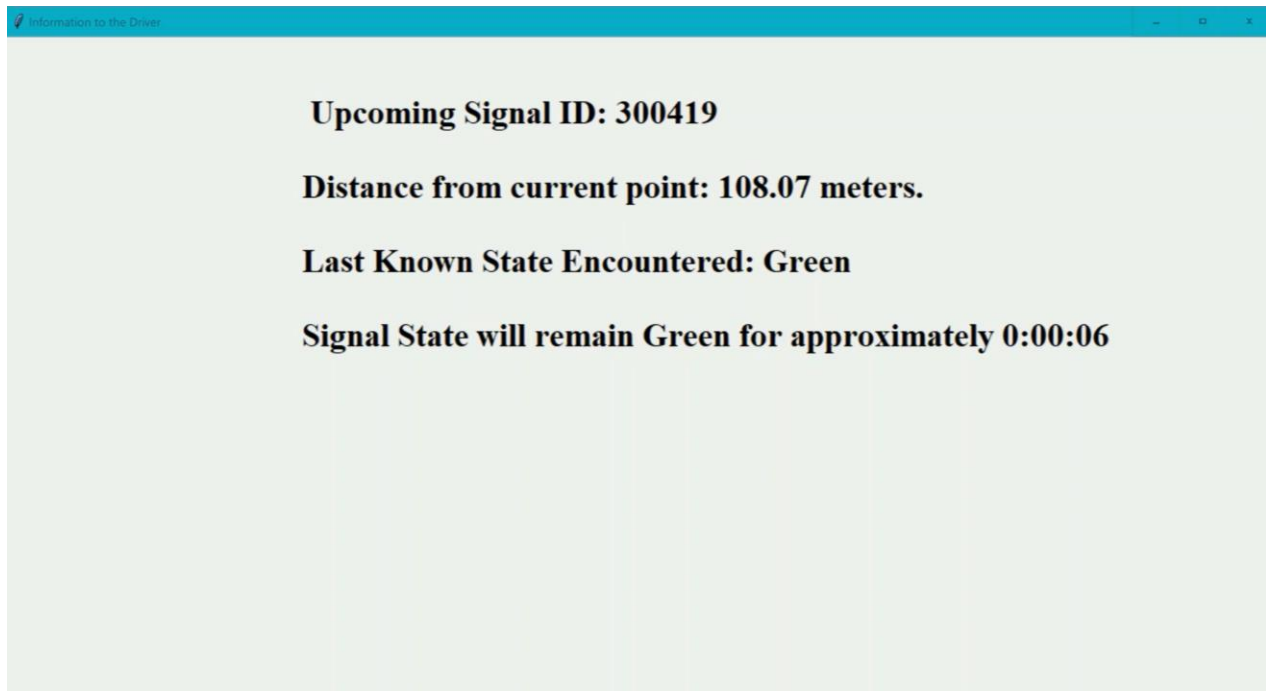 Information to the Driver
Upcoming Signal ID: 300419
Distance from current point: 108.07 meters.
Last Known State Encountered: Green
Signal State will remain Green for approximately 0:00:06